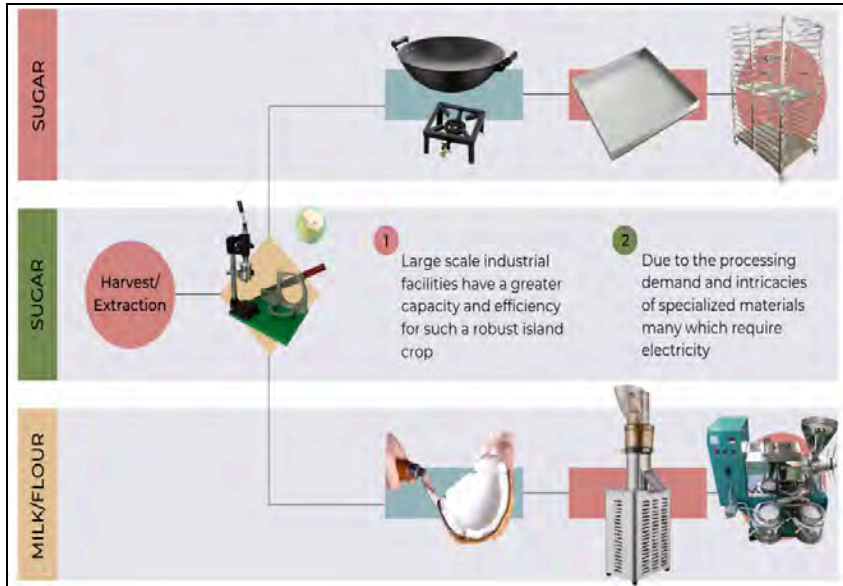 SUGAR
SUGAR
Harvest/
Extraction
1
Large scale industrial
facilities have a greater
capacity and efficiency
for such a robust island
crop
2
Due to the processing
demand and intricacies
of specialized materials
many which require
electricity
MILK/FLOUR